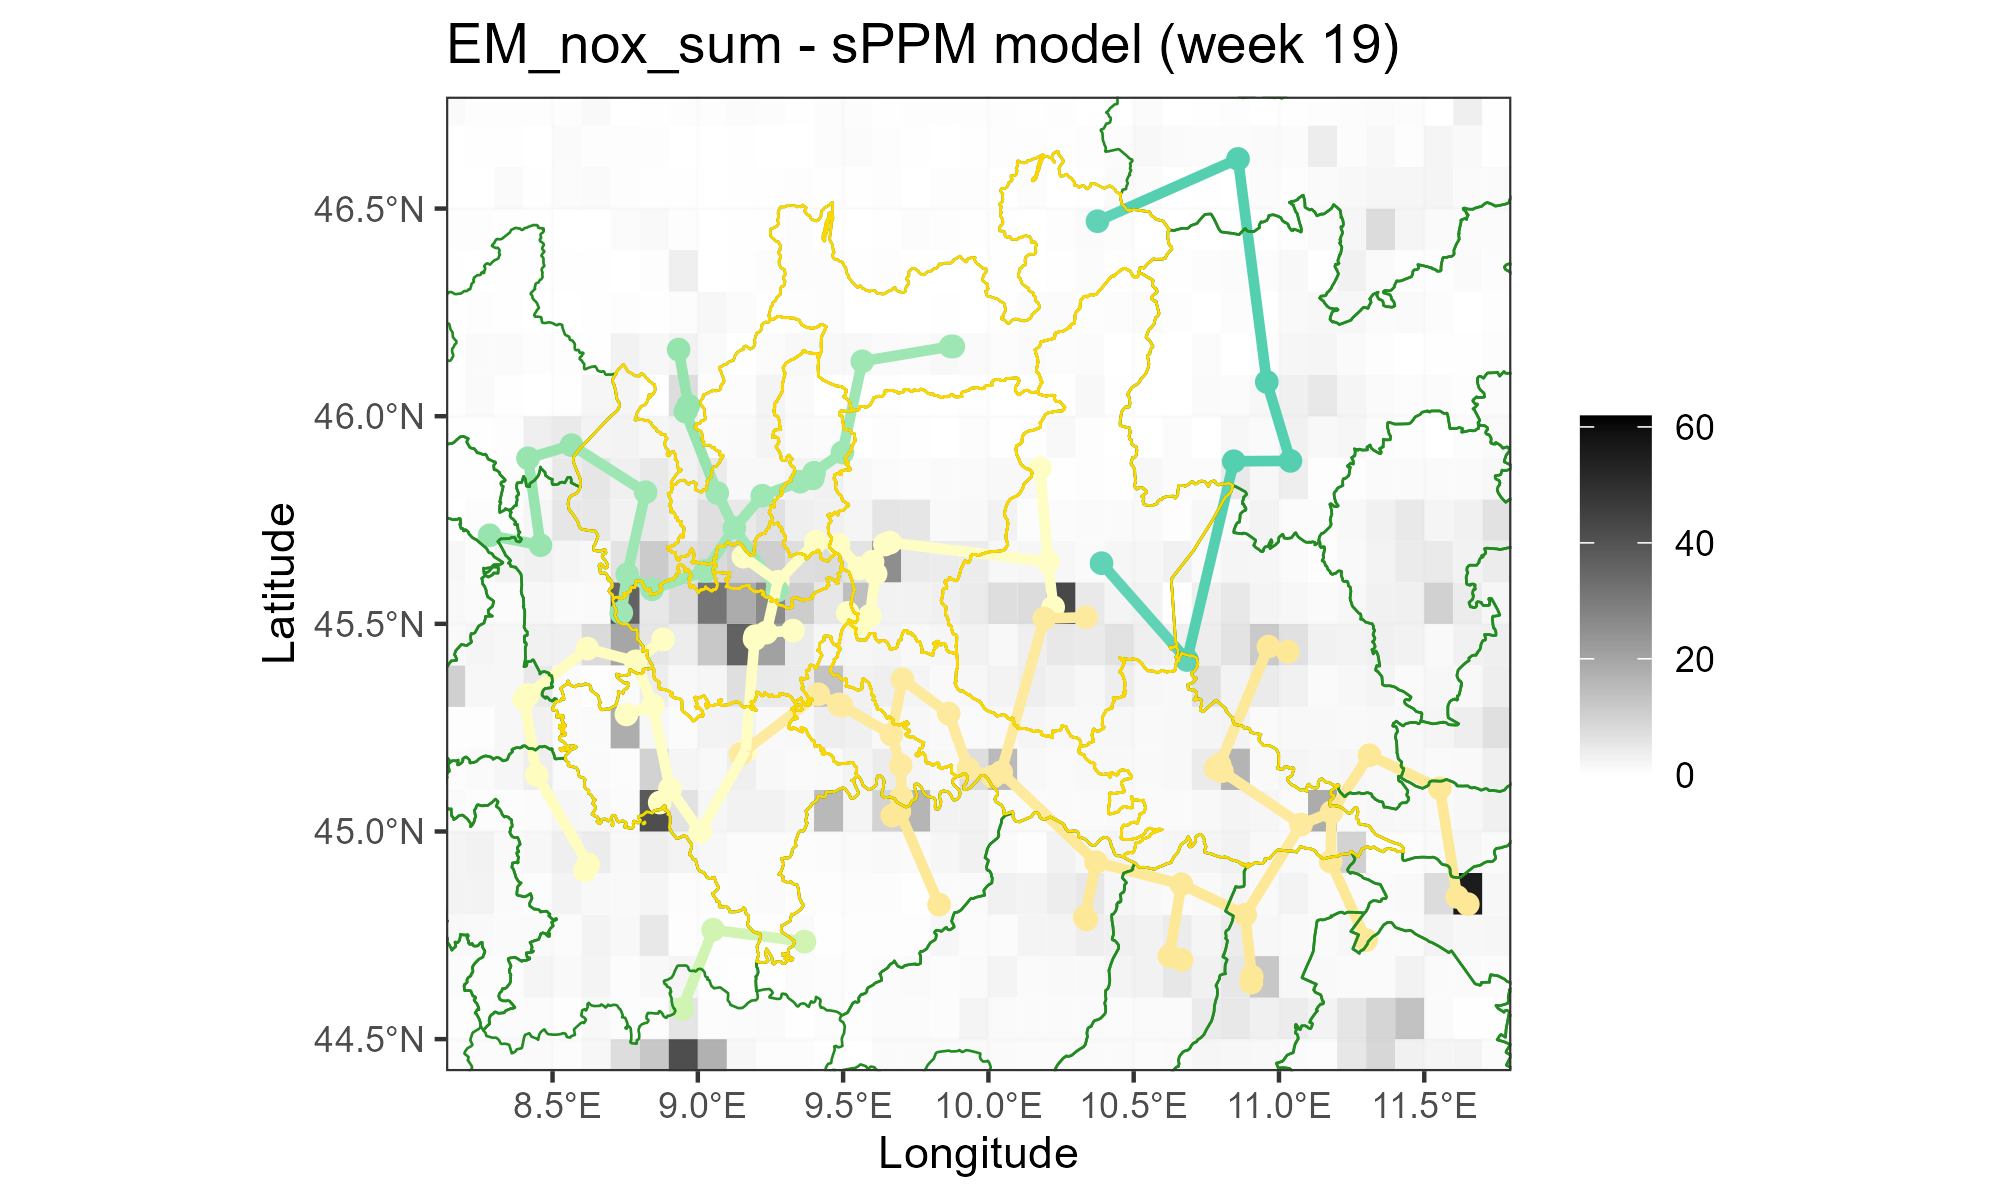 EM_nox_sum - sPPM model (week 19)
46.5°N
46.0°N
45.5°N
45.0°N
44.5°N
Latitude
8.5°E 9.0°E 9.5°E 10.0°E 10.5°E 11.0°E 11.5°E
Longitude
60
40
20
0